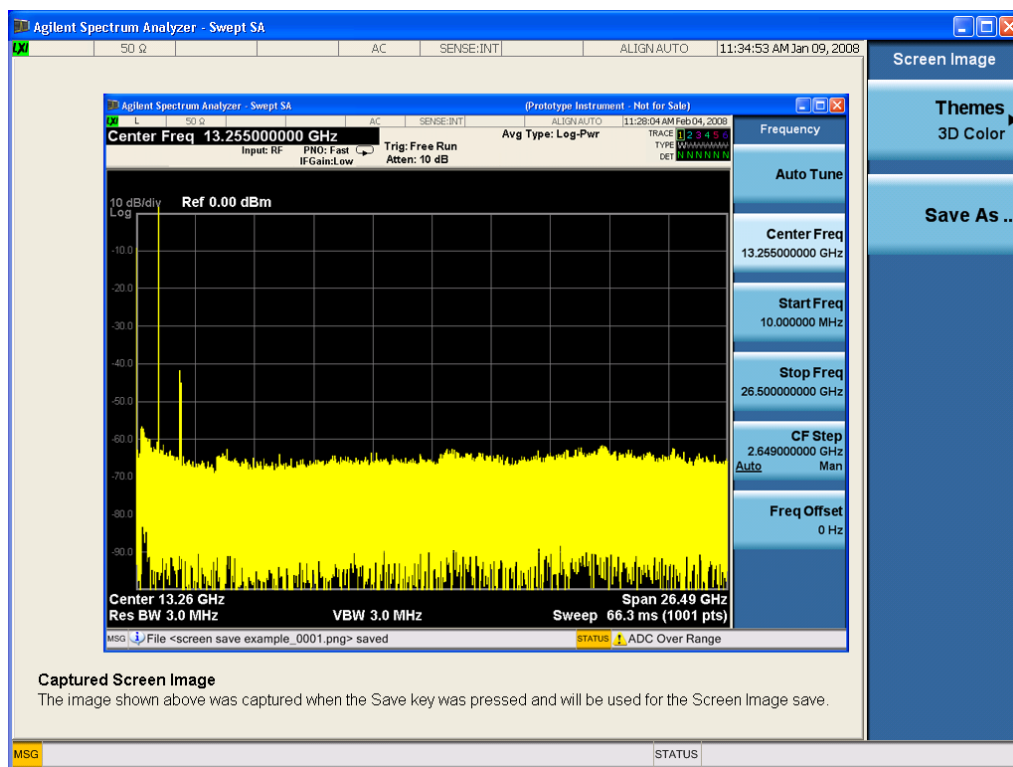 Agilent Spectrum Analyzer - Swept SA
LXI 50 Ω AC SENSE:INT ALIGN AUTO 11:34:53 AM Jan 09, 2008
Screen Image
Themes
3D Color
Save As ..
Agilent Spectrum Analyzer - Swept SA (Prototype Instrument - Not for Sale)
LXI L 50 Ω AC SENSE:INT ALIGN AUTO 11:28:04 AM Feb 04, 2008
Center Freq 13.255000000 GHz
Input: RF
PNO: Fast
IFGain:Low
Trig: Free Run
Atten: 10 dB
Avg Type: Log-Pwr
TRACE 1 2 3 4 5 6
TYPE WWWWWWW
DET N N N N N N
10 dB/div
Log
Ref 0.00 dBm
-10.0
-20.0
-30.0
-40.0
-50.0
-60.0
-70.0
-80.0
-90.0
Center 13.26 GHz
Res BW 3.0 MHz
VBW 3.0 MHz
Span 26.49 GHz
Sweep 66.3 ms (1001 pts)
MSG File <screen save example_0001.png> saved
STATUS ADC Over Range
Frequency
Auto Tune
Center Freq
13.255000000 GHz
Start Freq
10.000000 MHz
Stop Freq
26.500000000 GHz
CF Step
2.649000000 GHz
Auto Man
Freq Offset
0 Hz
Captured Screen Image
The image shown above was captured when the Save key was pressed and will be used for the Screen Image save.
MSG
STATUS